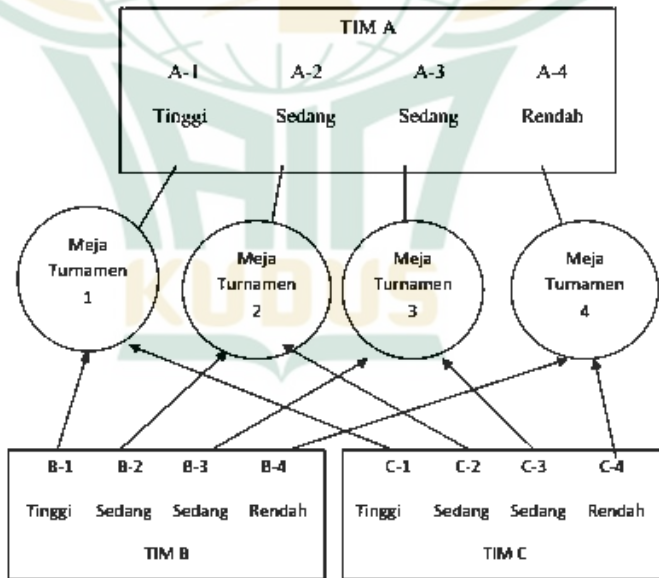 TIM A
A-1 A-2 A-3 A-4
Tinggi Sedang Sedang Rendah
Meja Turnamen 1
Meja Turnamen 2
Meja Turnamen 3
Meja Turnamen 4
KUDUS
B-1 B-2 B-3 B-4
Tinggi Sedang Sedang Rendah
TIM B
C-1 C-2 C-3 C-4
Tinggi Sedang Sedang Rendah
TIM C